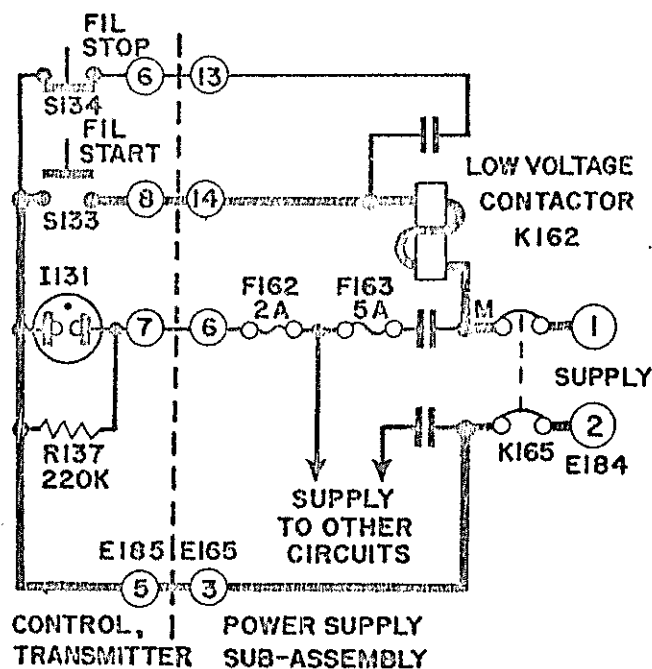 FIL
STOP
6
13
S134
FIL
START
8
14
S133
LOW VOLTAGE
CONTACTOR
K162
I131
7
6
F162
2A
F163
5A
M
1
SUPPLY
R137
220K
K165
2
E184
SUPPLY
TO OTHER
CIRCUITS
E185
E165
5
3
CONTROL,
TRANSMITTER
POWER SUPPLY
SUB-ASSEMBLY